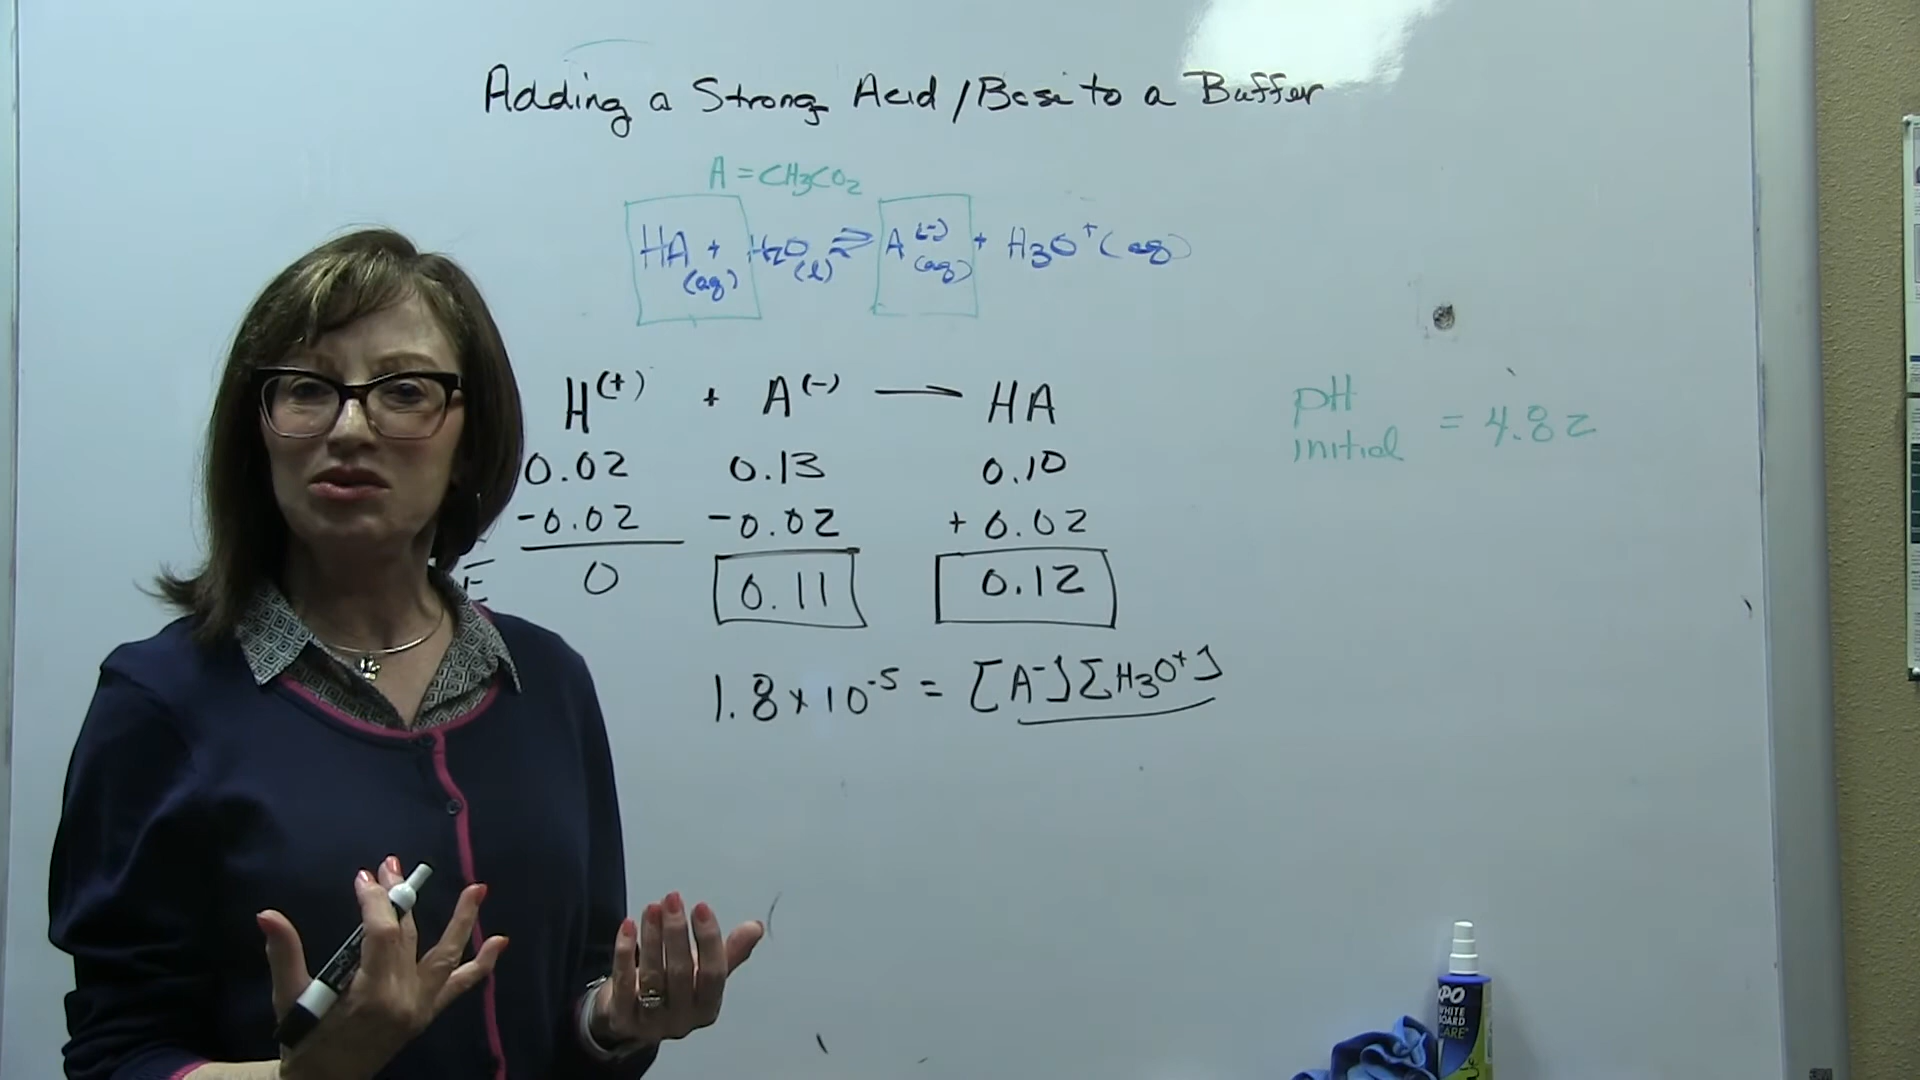 Adding a Strong Acid / Base to a Buffer
A = CH3CO2
HA(aq) + H2O(l) ⇌ A(-)(aq) + H3O+(aq)
H(+) + A(-) → HA
0.02 0.13 0.10
-0.02 -0.02 +0.02
E 0 0.11 0.12
pH initial = 4.82
1.8 x 10-5 = [A-][H3O+]
XPO
WHITE
BOARD
CARE